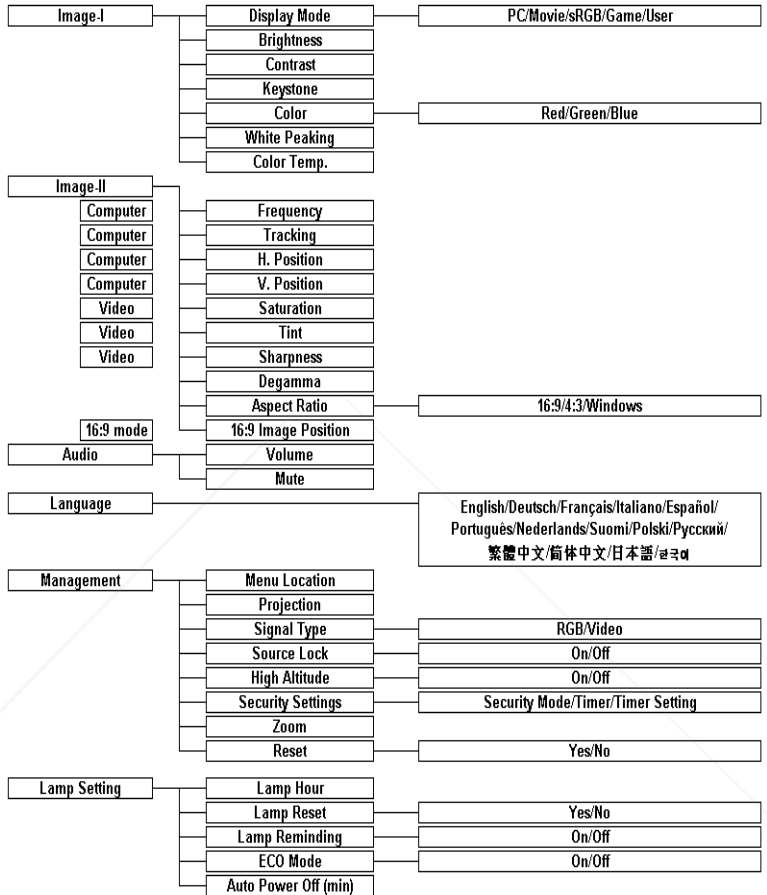 Image-I Display Mode PC/Movie/sRGB/Game/User
Brightness
Contrast
Keystone
Color Red/Green/Blue
White Peaking
Color Temp.
Image-II
Computer Frequency
Computer Tracking
Computer H. Position
Computer V. Position
Video Saturation
Video Tint
Video Sharpness
Degamma
Aspect Ratio 16:9/4:3/Windows
16:9 mode 16:9 Image Position
Audio Volume
Mute
Language English/Deutsch/Français/Italiano/Español/
Português/Nederlands/Suomi/Polski/Русский/
繁體中文/简体中文/日本語/한국어
Management Menu Location
Projection
Signal Type RGB/Video
Source Lock On/Off
High Altitude On/Off
Security Settings Security Mode/Timer/Timer Setting
Zoom
Reset Yes/No
Lamp Setting Lamp Hour
Lamp Reset Yes/No
Lamp Reminding On/Off
ECO Mode On/Off
Auto Power Off (min)